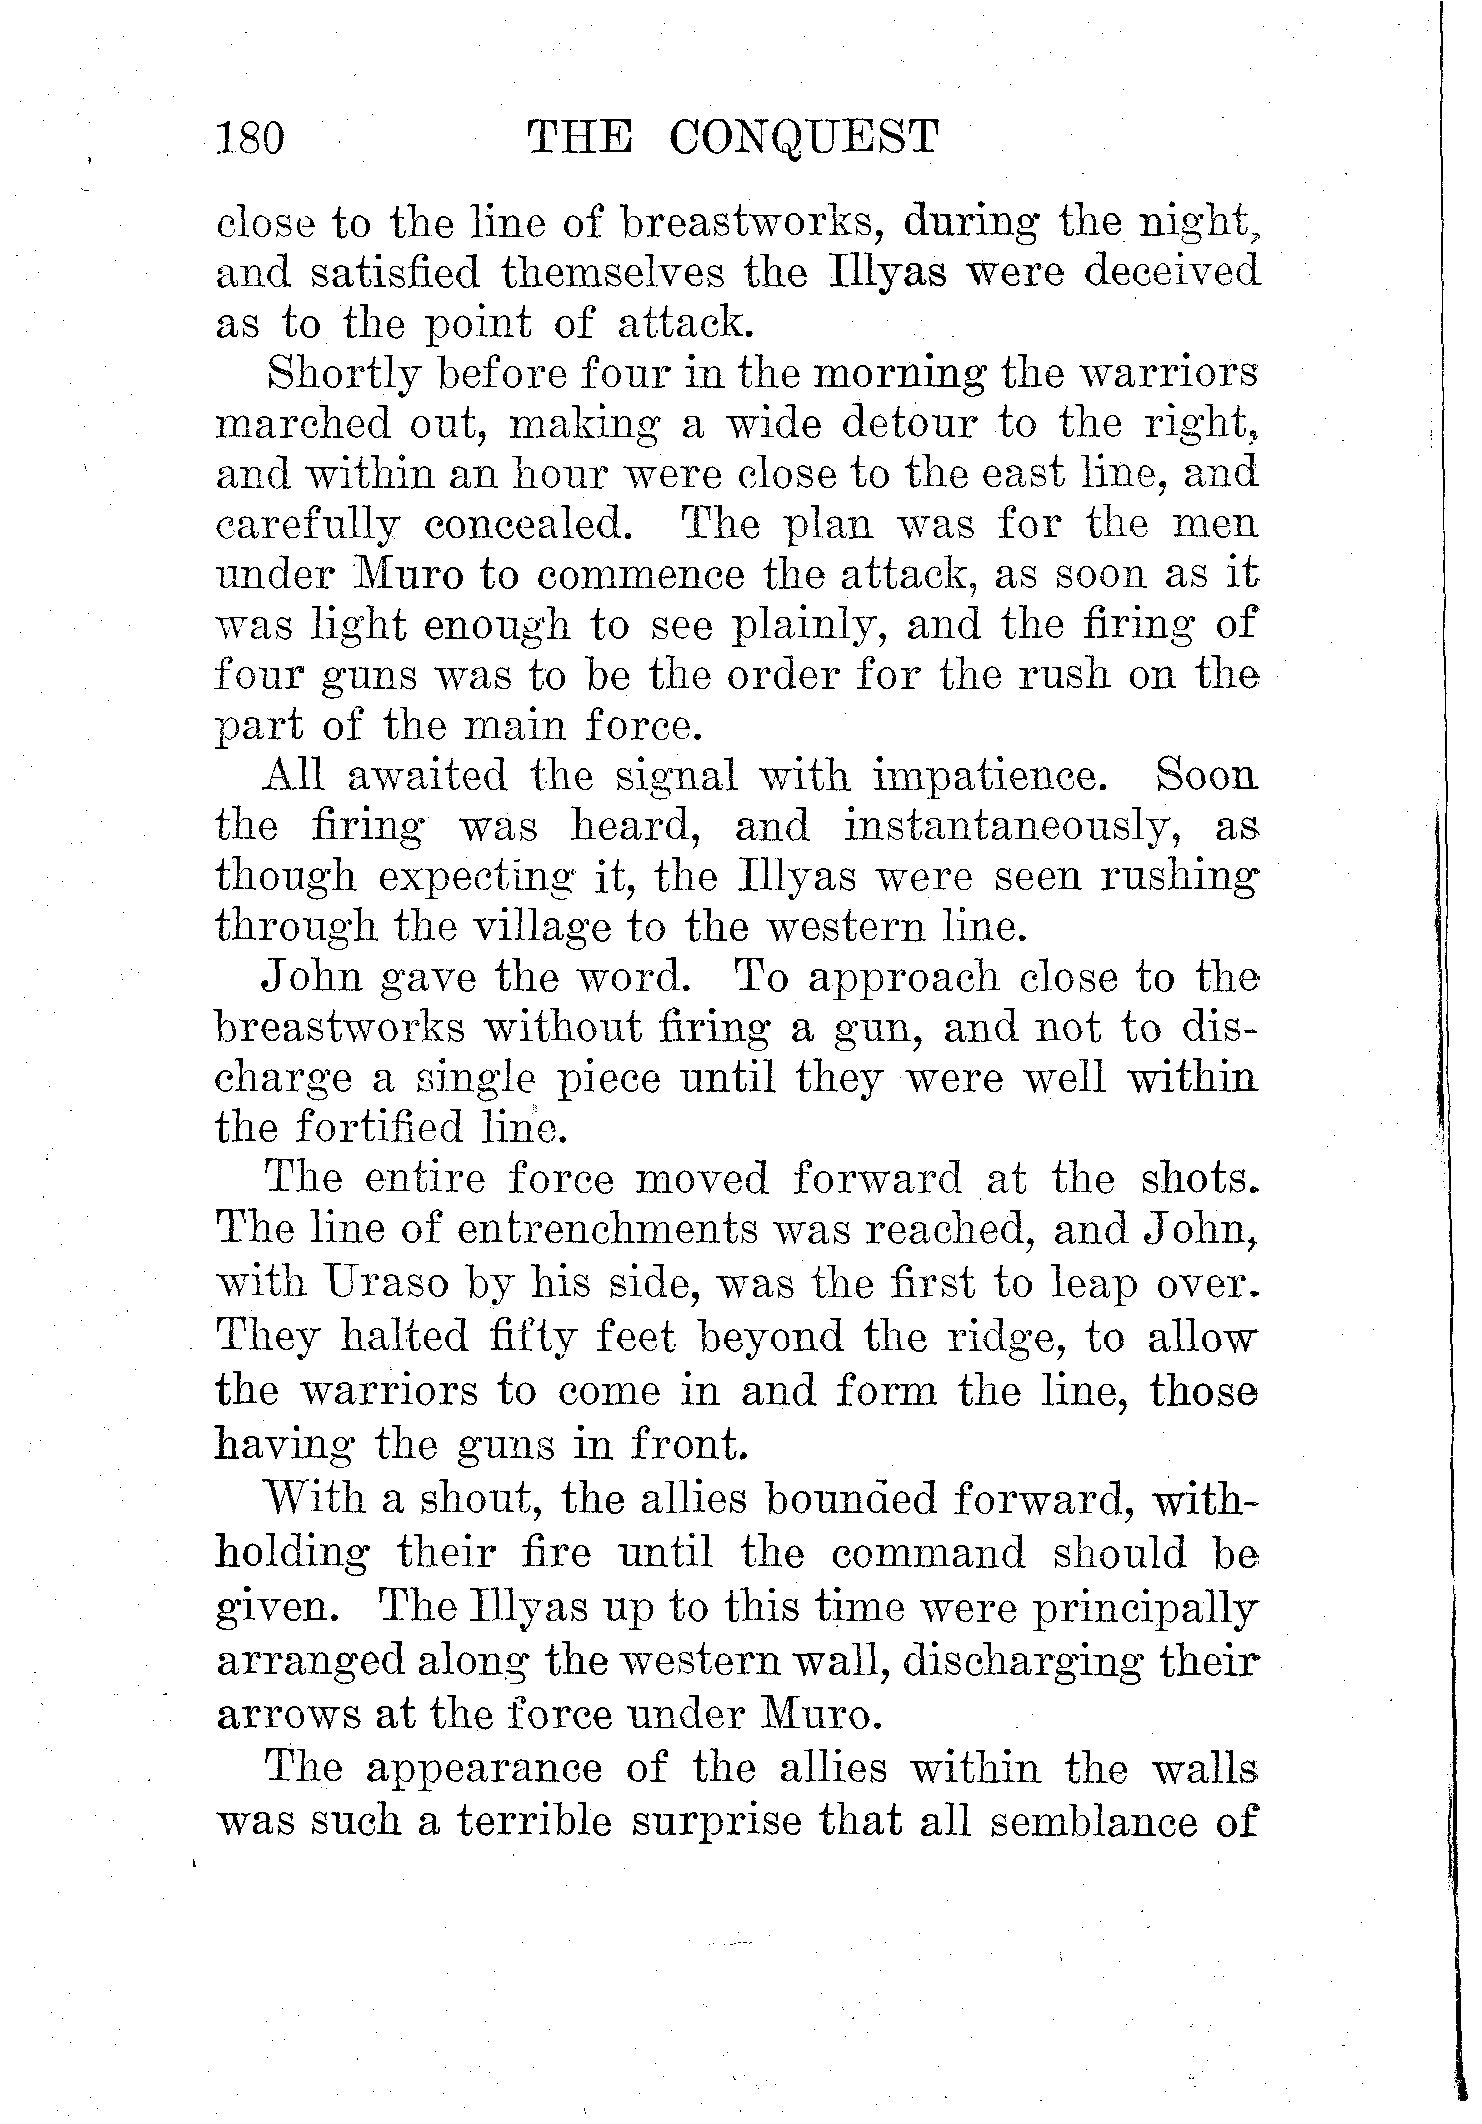 180 THE CONQUEST
close to the line of breastworks, during the night,
and satisfied themselves the Illyas were deceived
as to the point of attack.
Shortly before four in the morning the warriors
marched out, making a wide detour to the right,
and within an hour were close to the east line, and
carefully concealed. The plan was for the men
under Muro to commence the attack, as soon as it
was light enough to see plainly, and the firing of
four guns was to be the order for the rush on the
part of the main force.
All awaited the signal with impatience. Soon
the firing was heard, and instantaneously, as
though expecting it, the Illyas were seen rushing
through the village to the western line.
John gave the word. To approach close to the
breastworks without firing a gun, and not to dis-
charge a single piece until they were well within
the fortified line.
The entire force moved forward at the shots.
The line of entrenchments was reached, and John,
with Uraso by his side, was the first to leap over.
They halted fifty feet beyond the ridge, to allow
the warriors to come in and form the line, those
having the guns in front.
With a shout, the allies bounded forward, with-
holding their fire until the command should be
given. The Illyas up to this time were principally
arranged along the western wall, discharging their
arrows at the force under Muro.
The appearance of the allies within the walls
was such a terrible surprise that all semblance of